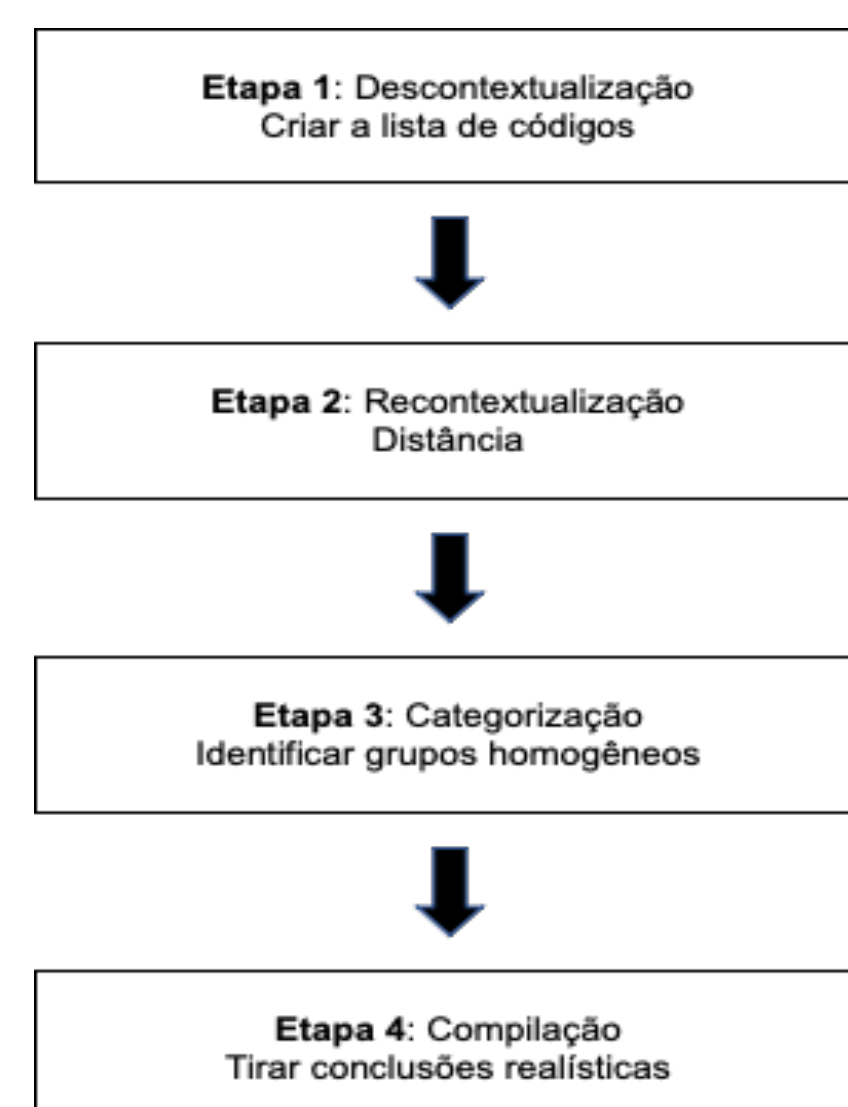 Etapa 1: Descontextualização
Criar a lista de códigos
Etapa 2: Recontextualização
Distância
Etapa 3: Categorização
Identificar grupos homogêneos
Etapa 4: Compilação
Tirar conclusões realísticas